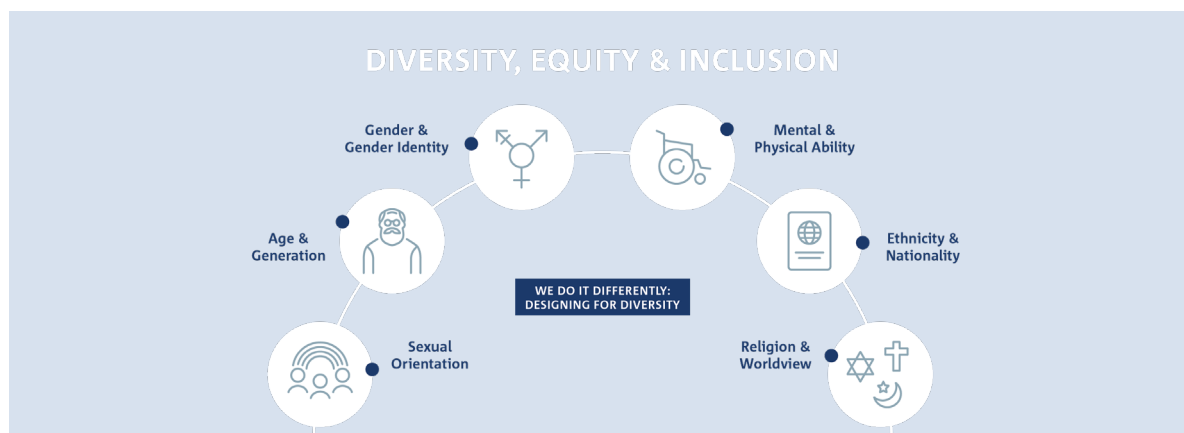 DIVERSITY, EQUITY & INCLUSION
Gender &
Gender Identity
Mental &
Physical Ability
Age &
Generation
Ethnicity &
Nationality
WE DO IT DIFFERENTLY:
DESIGNING FOR DIVERSITY
Sexual
Orientation
Religion &
Worldview